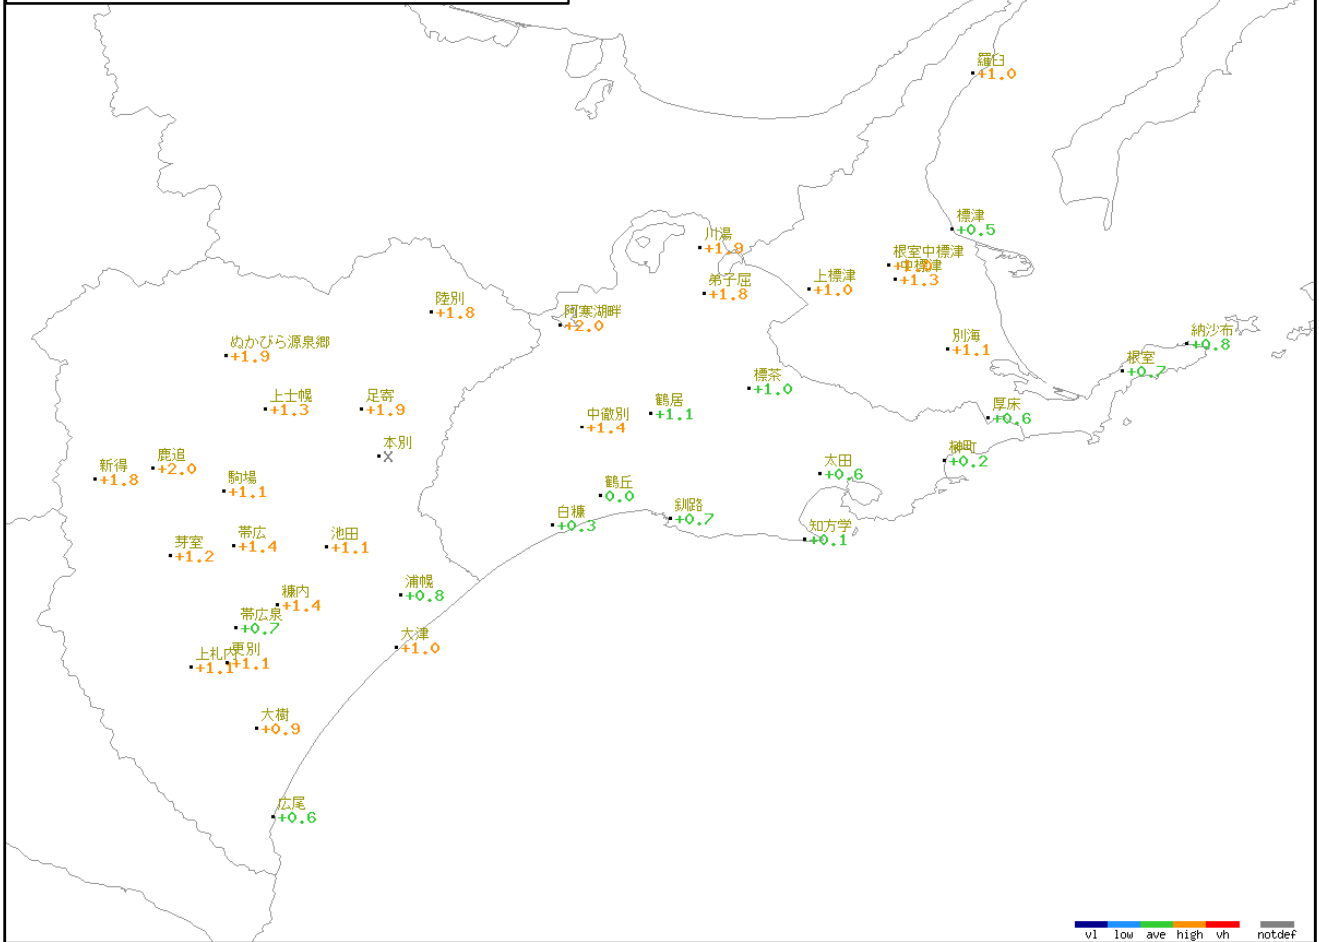 羅臼
+1.0
標津
+0.5
川湯
+1.9
根室中標津
中標津
+1.3
弟子屈
+1.8
上標津
+1.0
陸別
+1.8
阿寒湖畔
+2.0
ぬかびら源泉郷
+1.9
別海
+1.1
納沙布
+0.8
根室
+0.7
標茶
+1.0
上士幌
+1.3
足寄
+1.9
鶴居
+1.1
中徹別
+1.4
厚床
+0.6
本別
X
榊町
+0.2
鹿追
+2.0
新得
+1.8
駒場
+1.1
太田
+0.6
鶴丘
0.0
白糠
+0.3
釧路
+0.7
知方学
+0.1
芽室
+1.2
帯広
+1.4
池田
+1.1
浦幌
+0.8
糠内
+1.4
帯広泉
+0.7
大津
+1.0
上札内
+1.1
更別
+1.1
大樹
+0.9
広尾
+0.6
vl low ave high vh notdef